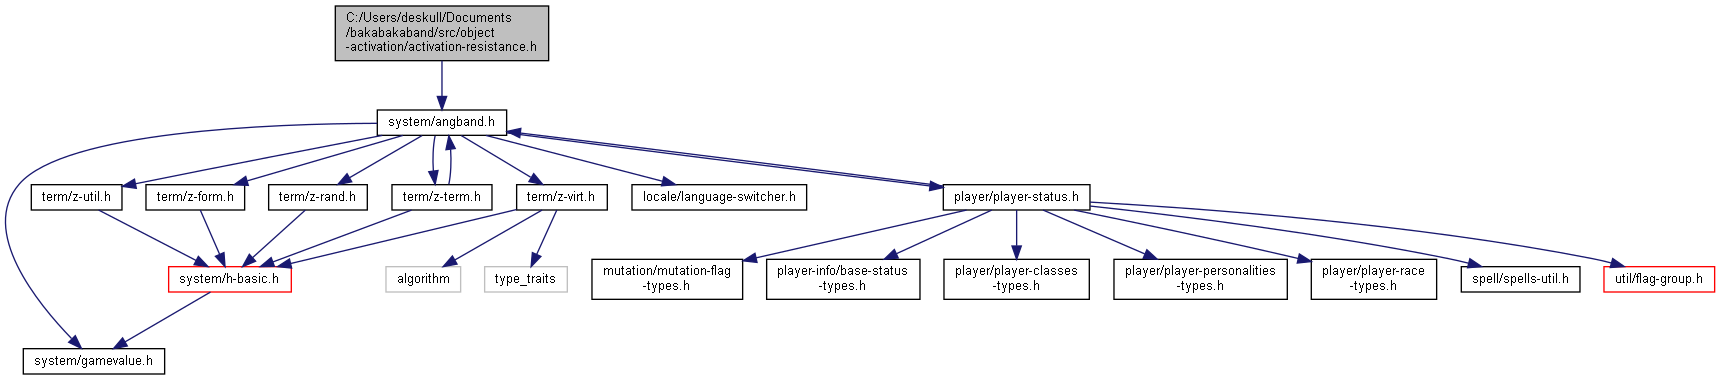 C:/Users/deskull/Documents
/bakabakaband/src/object
-activation/activation-resistance.h
system/angband.h
term/z-util.h
term/z-form.h
term/z-rand.h
term/z-term.h
term/z-virt.h
locale/language-switcher.h
player/player-status.h
system/h-basic.h
algorithm
type_traits
mutation/mutation-flag
-types.h
player-info/base-status
-types.h
player/player-classes
-types.h
player/player-personalities
-types.h
player/player-race
-types.h
spell/spells-util.h
util/flag-group.h
system/gamevalue.h